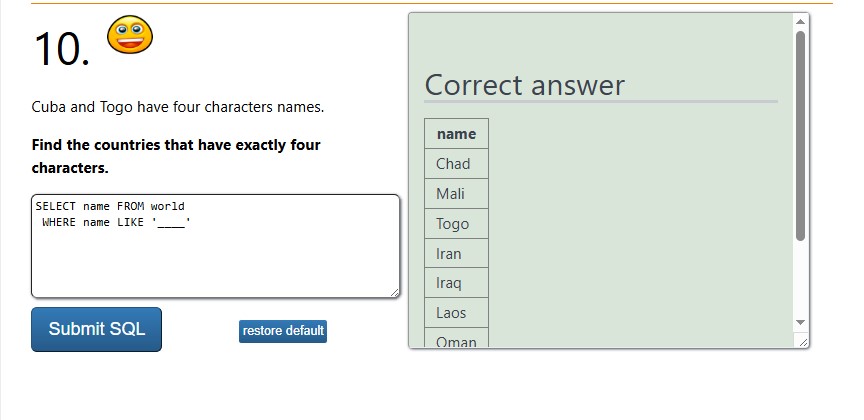 10.
Cuba and Togo have four characters names.
Find the countries that have exactly four
characters.
SELECT name FROM world
WHERE name LIKE '____'
Submit SQL
restore default
Correct answer
name
Chad
Mali
Togo
Iran
Iraq
Laos
Oman